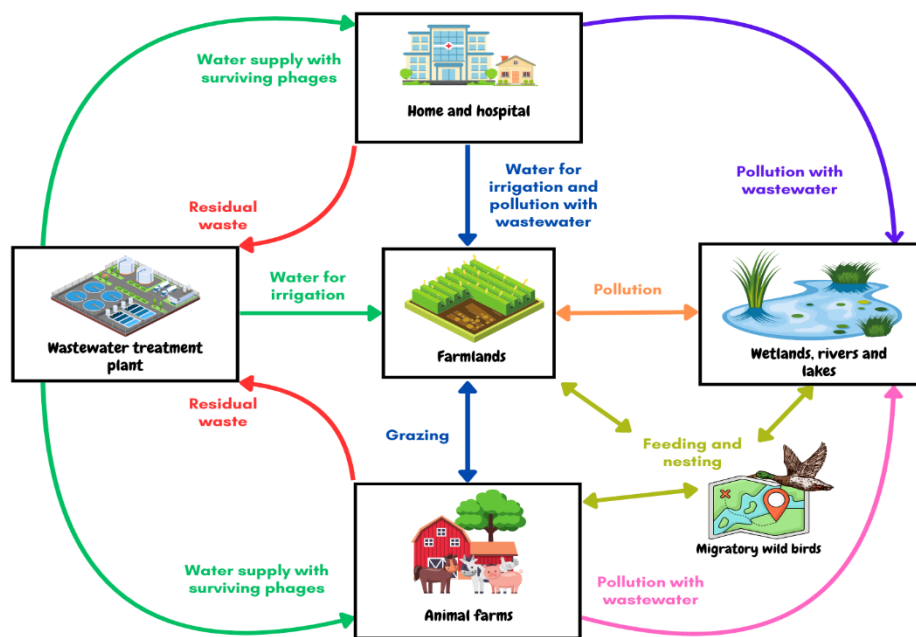 Water supply with
surviving phages
Home and hospital
Pollution with
wastewater
Water for
irrigation and
pollution with
wastewater
Residual
waste
Water for
irrigation
Wastewater treatment
plant
Farmlands
Pollution
Wetlands, rivers and
lakes
Residual
waste
Grazing
Feeding and
nesting
Migratory wild birds
Water supply with
surviving phages
Animal farms
Pollution with
wastewater